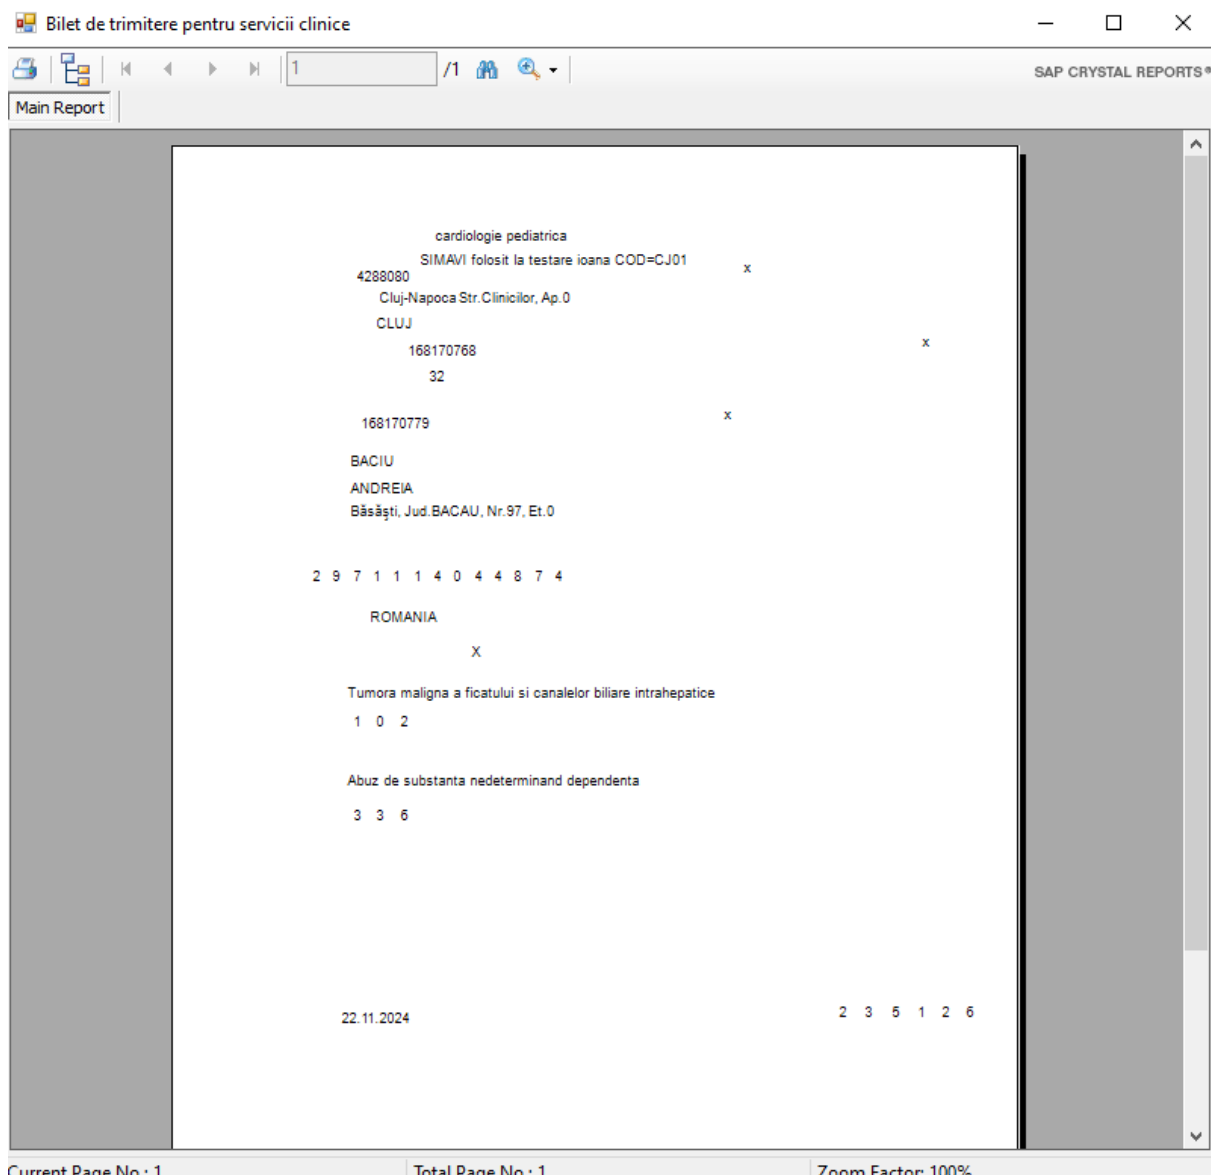 Bilet de trimitere pentru servicii clinice
1 /1 SAP CRYSTAL REPORTS®
Main Report
cardiologie pediatrica
SIMAVI folosit la testare ioana COD=CJ01
x
4288080
Cluj-Napoca Str.Clinicilor, Ap.0
CLUJ
x
168170768
32
x
168170779
BACIU
ANDREIA
Băsăşti, Jud.BACAU, Nr.97, Et.0
2 9 7 1 1 1 4 0 4 4 8 7 4
ROMANIA
X
Tumora maligna a ficatului si canalelor biliare intrahepatice
1 0 2
Abuz de substanta nedeterminand dependenta
3 3 6
2 3 5 1 2 6
22.11.2024
Current Page No.: 1 Total Page No.: 1 Zoom Factor: 100%